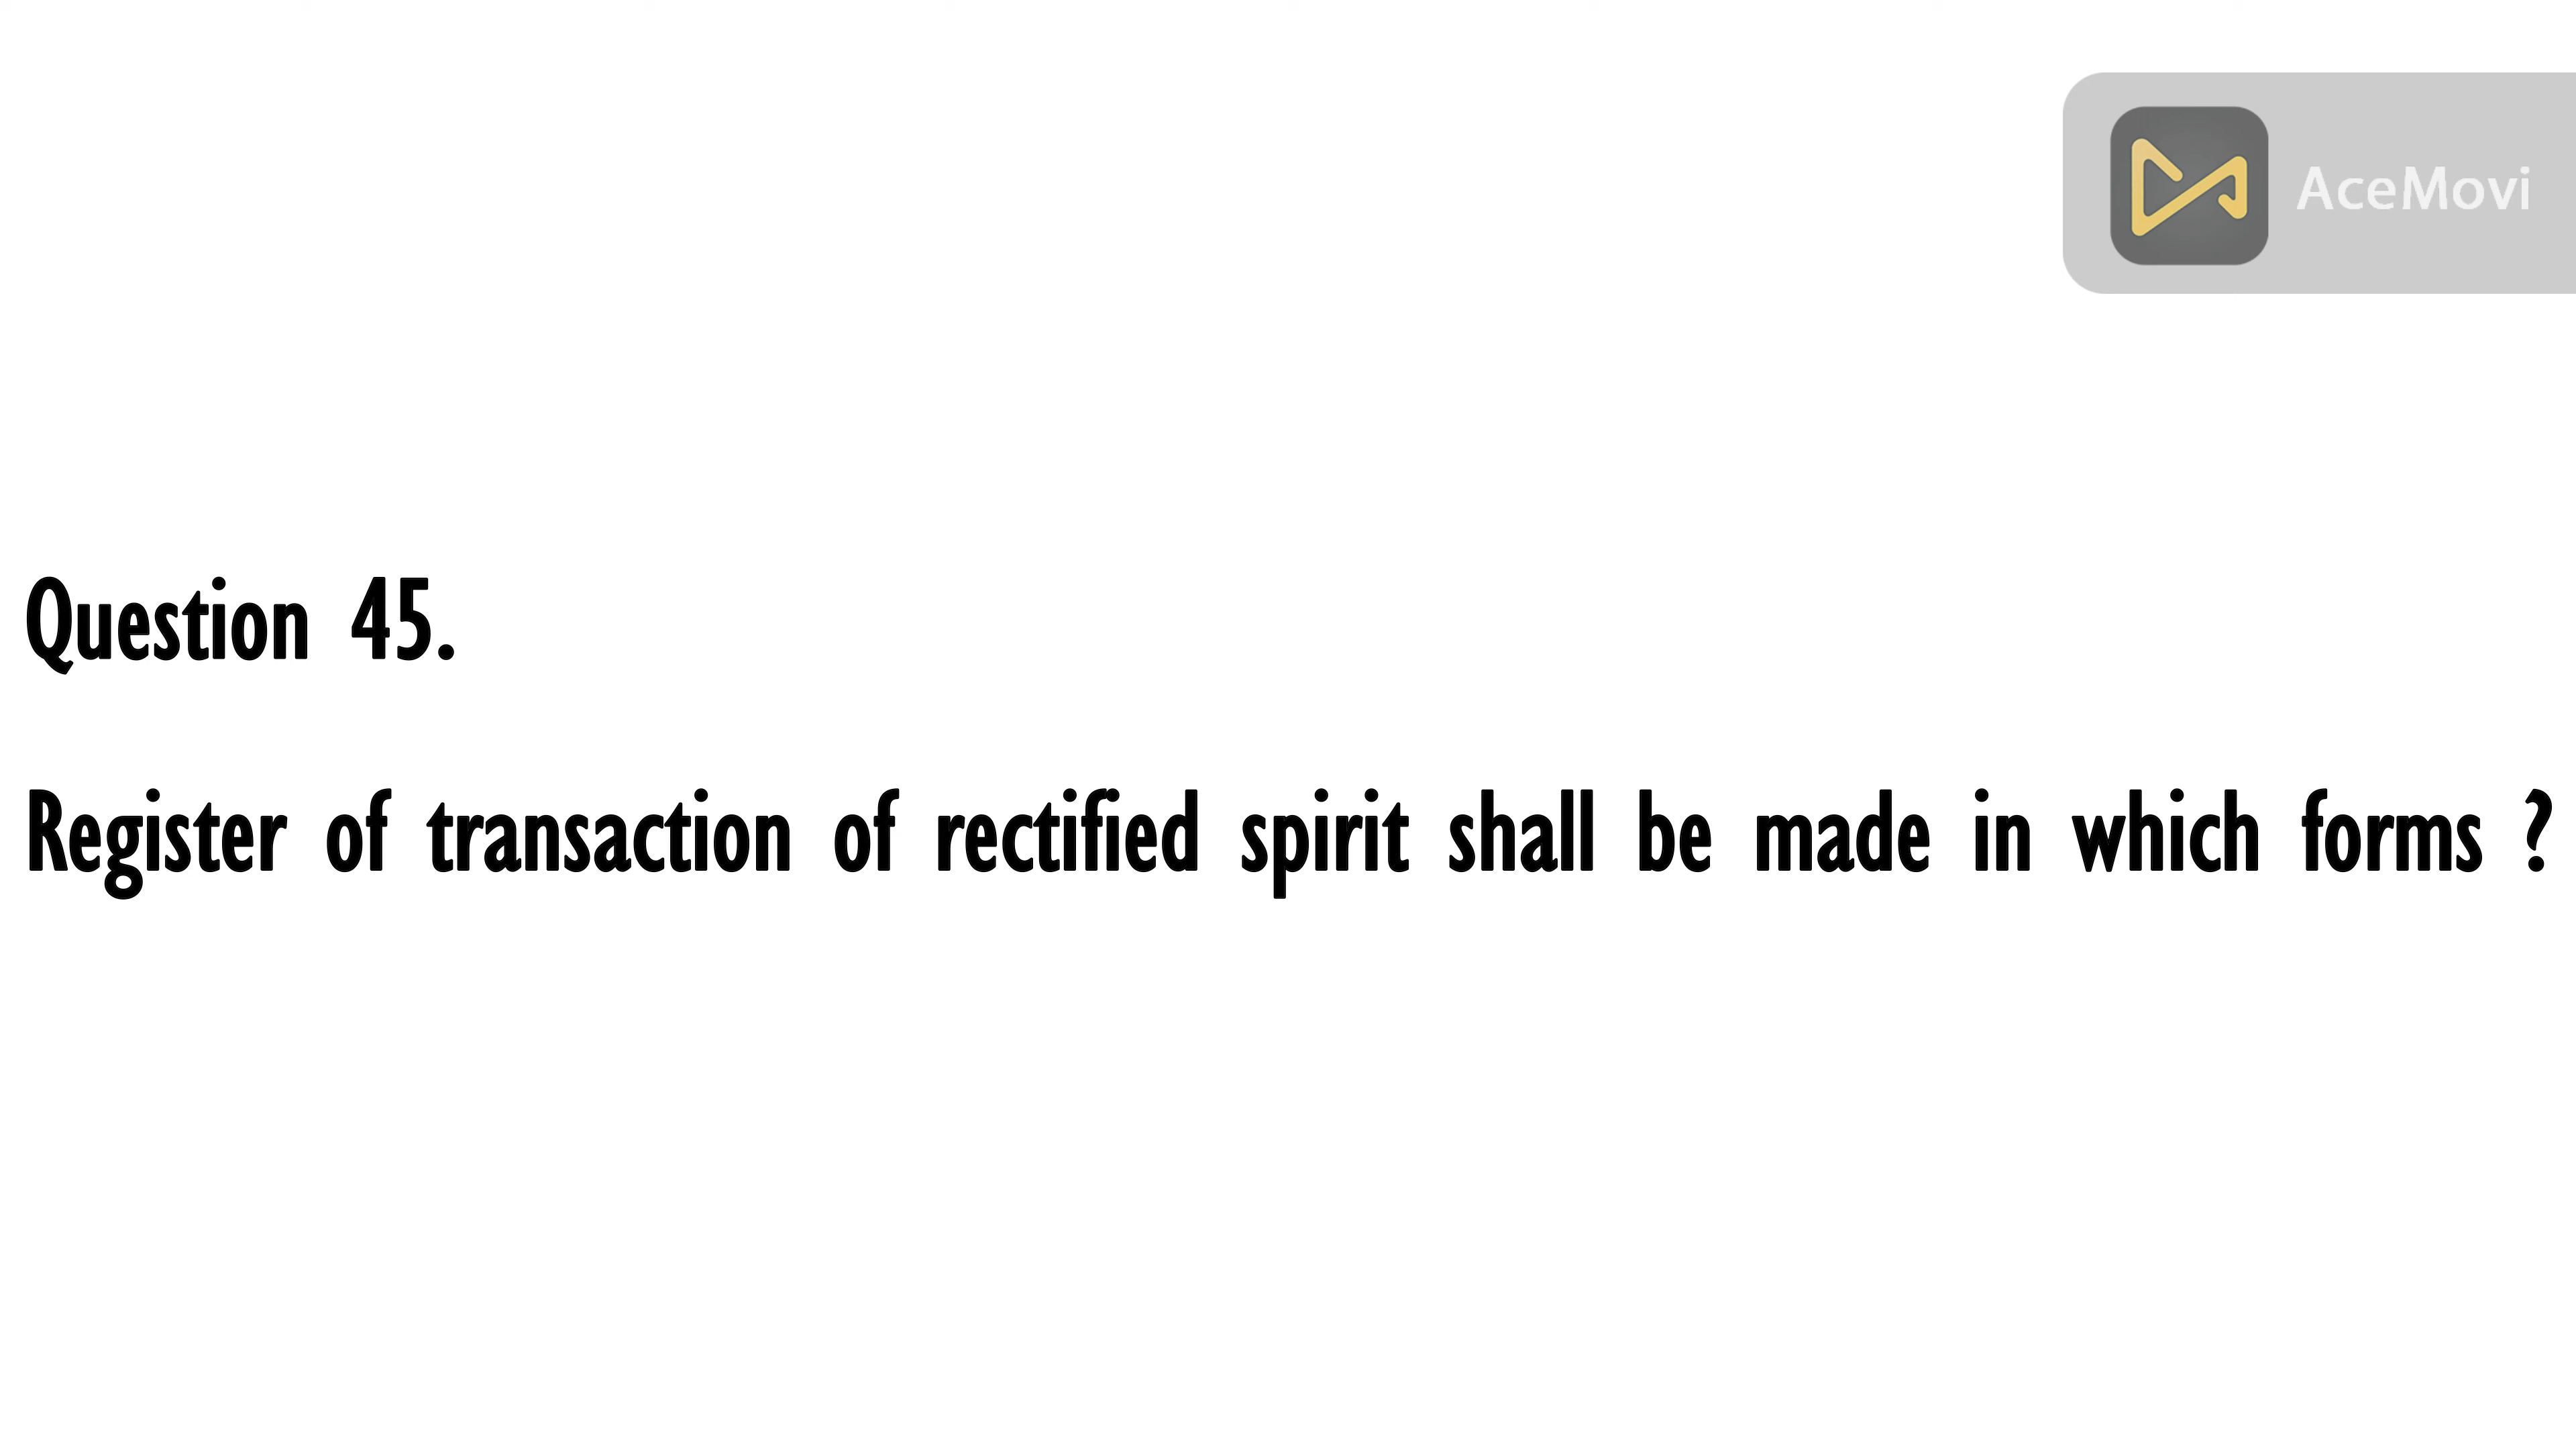 AceMovi
Question 45.
Register of transaction of rectified spirit shall be made in which forms ?